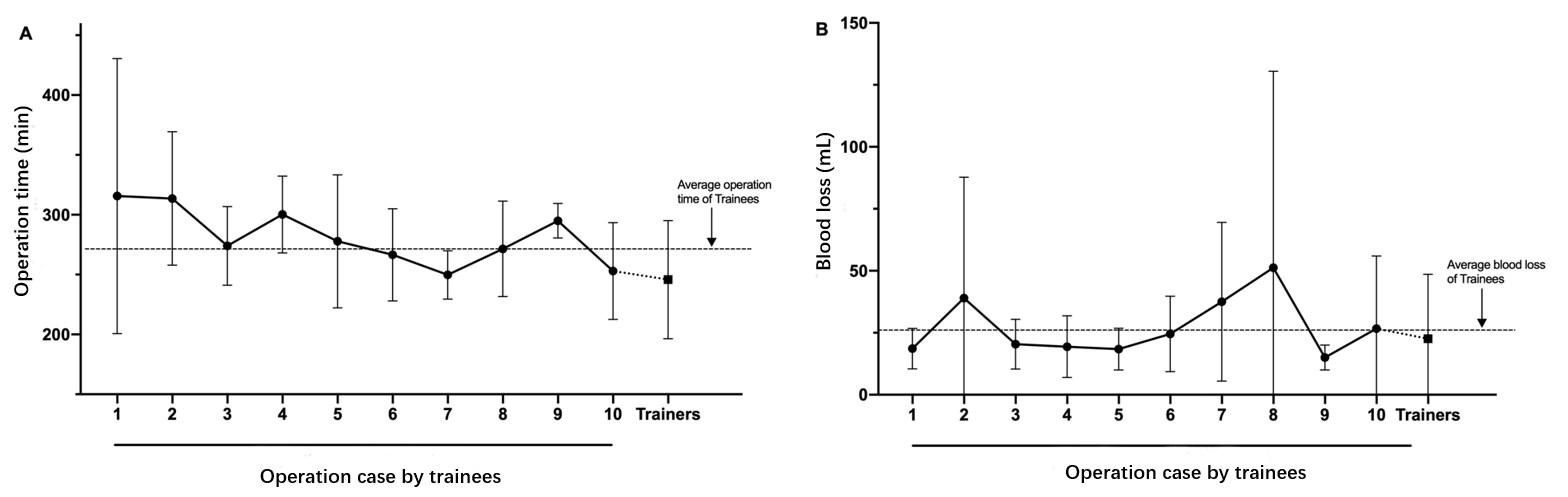 A
Operation time (min)
400
300
200
Average operation
time of Trainees
1 2 3 4 5 6 7 8 9 10 Trainers
Operation case by trainees
B
Blood loss (mL)
150
100
50
0
Average blood loss
of Trainees
1 2 3 4 5 6 7 8 9 10 Trainers
Operation case by trainees